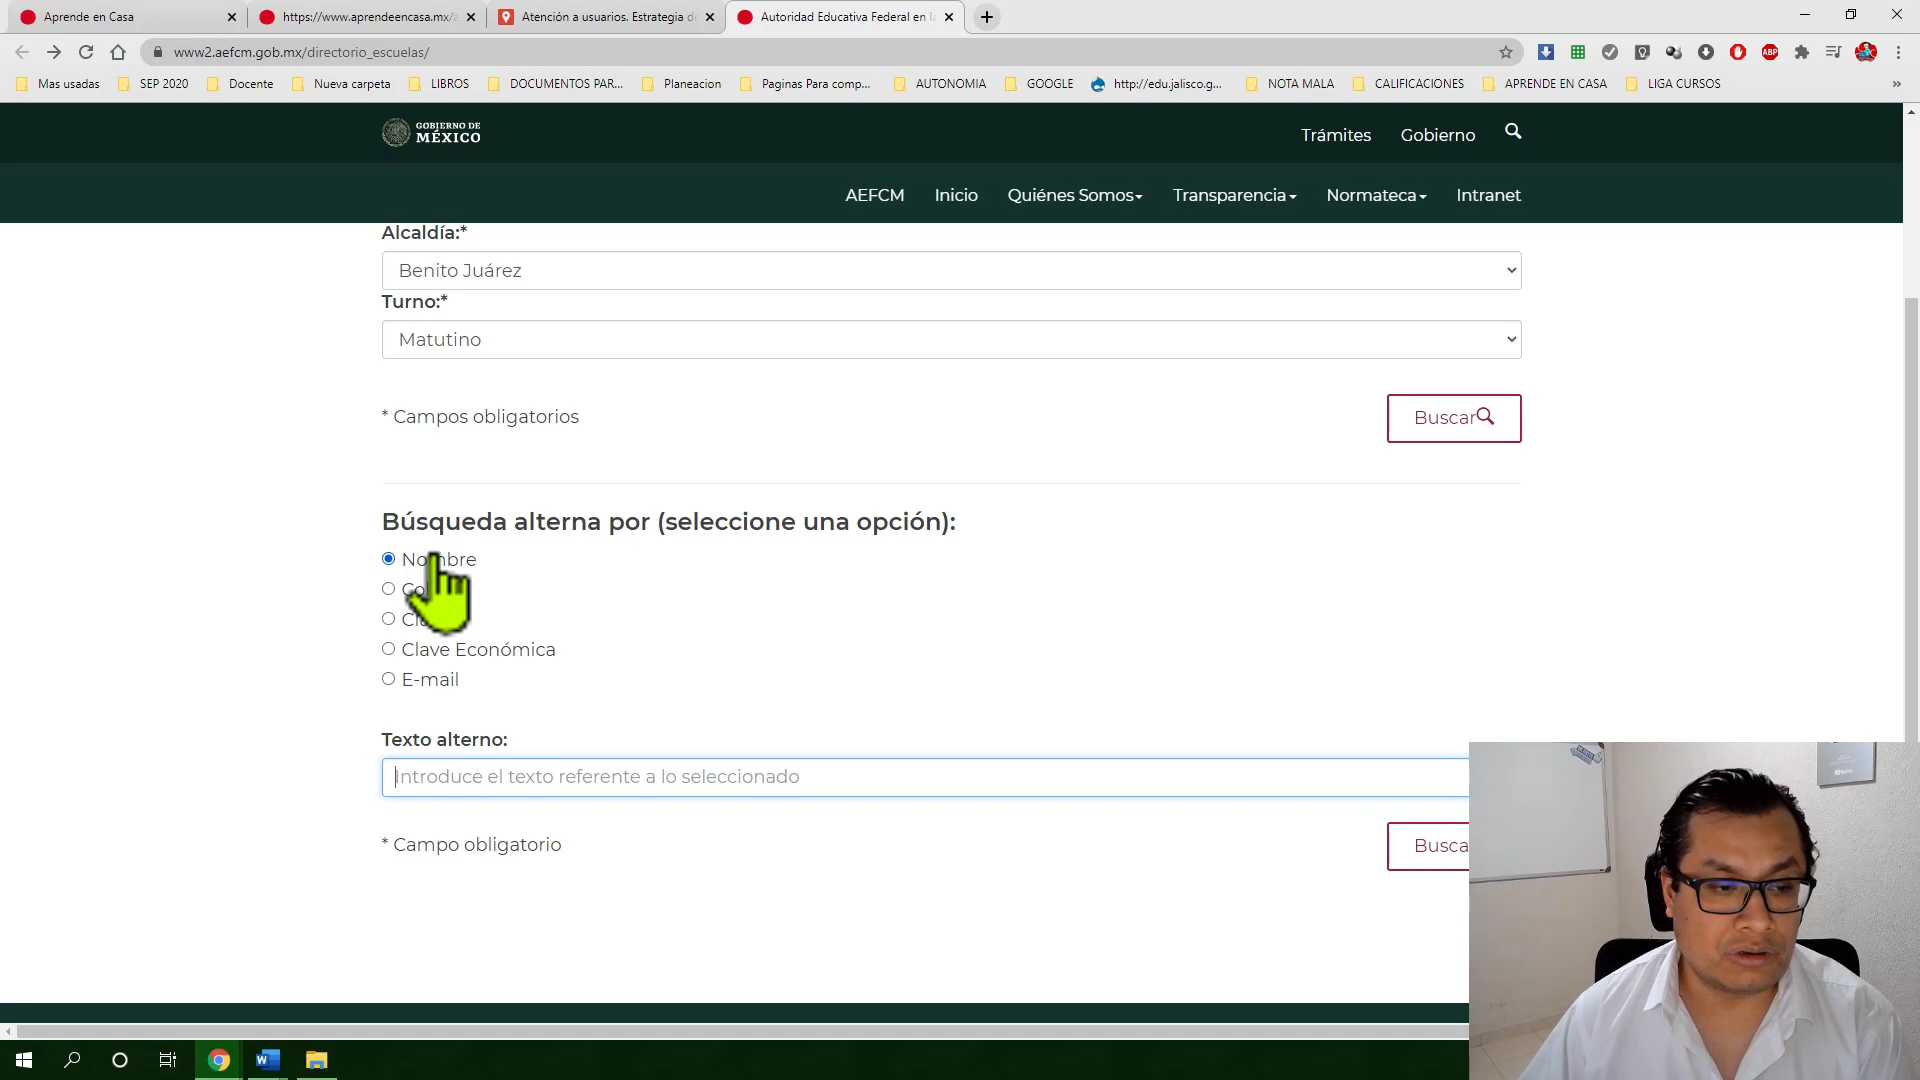 Aprende en Casa
https://www.aprendeencasa.mx/
Atención a usuarios. Estrategia
Autoridad Educativa Federal en
www2.aefcm.gob.mx/directorio_escuelas/
Mas usadas
SEP 2020
Docente
Nueva carpeta
LIBROS
DOCUMENTOS PAR...
Planeacion
Paginas Para comp...
AUTONOMIA
GOOGLE
http://edu.jalisco.g...
NOTA MALA
CALIFICACIONES
APRENDE EN CASA
LIGA CURSOS
GOBIERNO DE
MÉXICO
Trámites
Gobierno
AEFCM
Inicio
Quiénes Somos
Transparencia
Normateca
Intranet
Alcaldía:*
Benito Juárez
Turno:*
Matutino
* Campos obligatorios
Buscar
Búsqueda alterna por (seleccione una opción):
Nombre
Clave Económica
E-mail
Texto alterno:
Introduce el texto referente a lo seleccionado
* Campo obligatorio
Busca